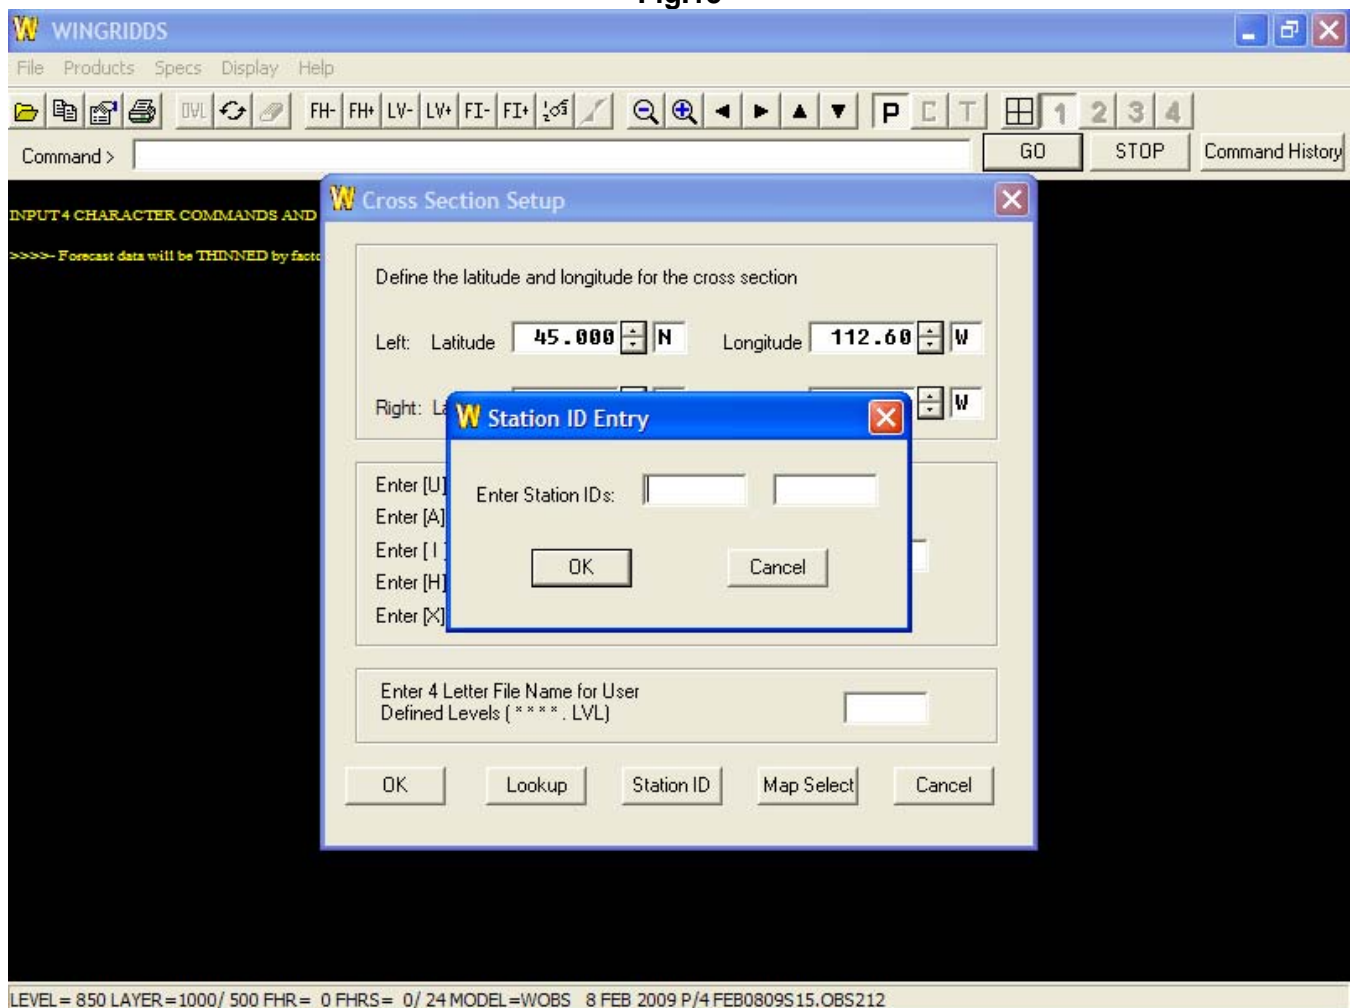 WINGRIDDS
File Products Specs Display Help
OVL FH- FH+ LV- LV+ FI- FI+ P C T 1 2 3 4
Command > GO STOP Command History
INPUT 4 CHARACTER COMMANDS AND
>>>>- Forecast data will be THINNED by
Cross Section Setup
Define the latitude and longitude for the cross section
Left: Latitude 45.000 N Longitude 112.60 W
Right: W
Station ID Entry
Enter Station IDs:
OK Cancel
Enter [U]
Enter [A]
Enter [ I ]
Enter [H]
Enter [X]
Enter 4 Letter File Name for User
Defined Levels ( * * * * . LVL)
OK Lookup Station ID Map Select Cancel
LEVEL= 850 LAYER=1000/ 500 FHR= 0 FHRS= 0/ 24 MODEL=WOBS 8 FEB 2009 P/4 FEB0809S15.OBS212